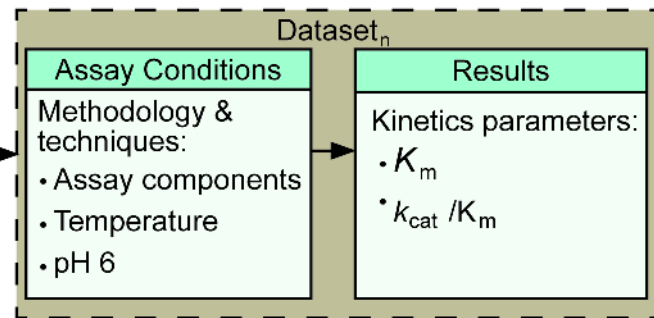 Dataset_n
Assay Conditions
Methodology &
techniques:
• Assay components
• Temperature
• pH 6
Results
Kinetics parameters:
• K_m
• k_cat /K_m